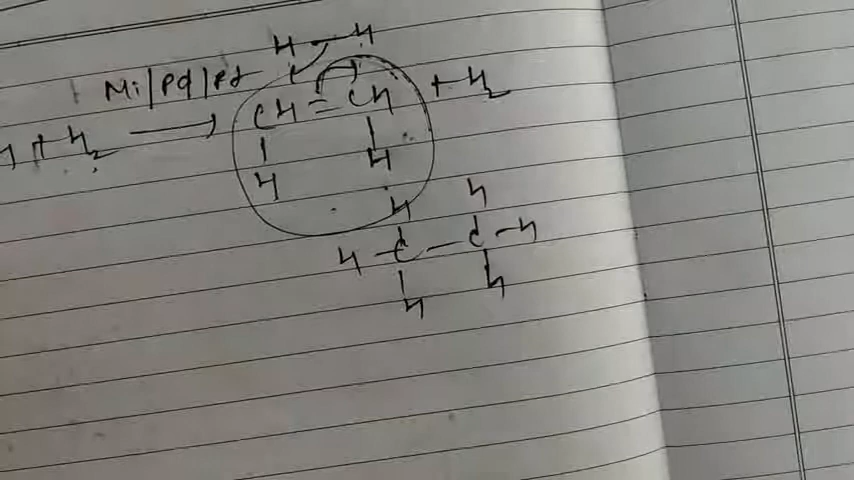 H — H
Ni/Pd/Pt
H + H₂ ⟶ CH = CH + H₂
H H
H H
H — C — C — H
H H